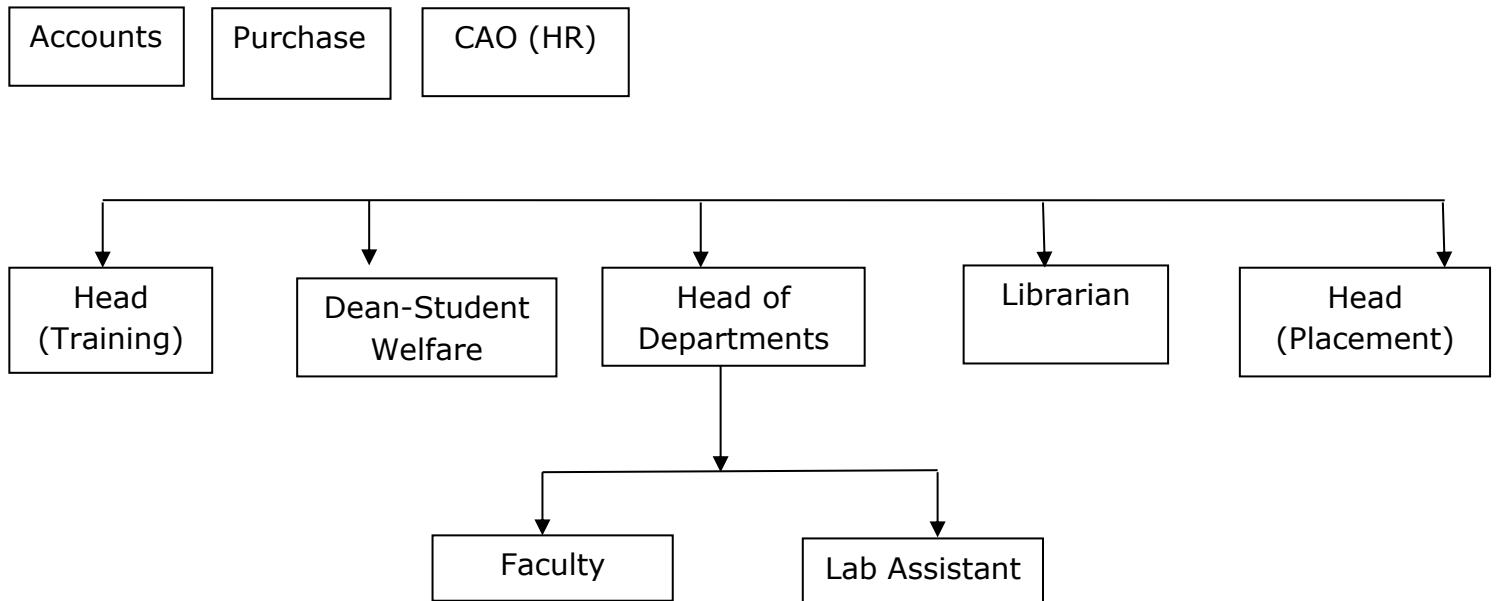 Accounts
Purchase
CAO (HR)
Head
(Training)
Dean-Student
Welfare
Head of
Departments
Librarian
Head
(Placement)
Faculty
Lab Assistant